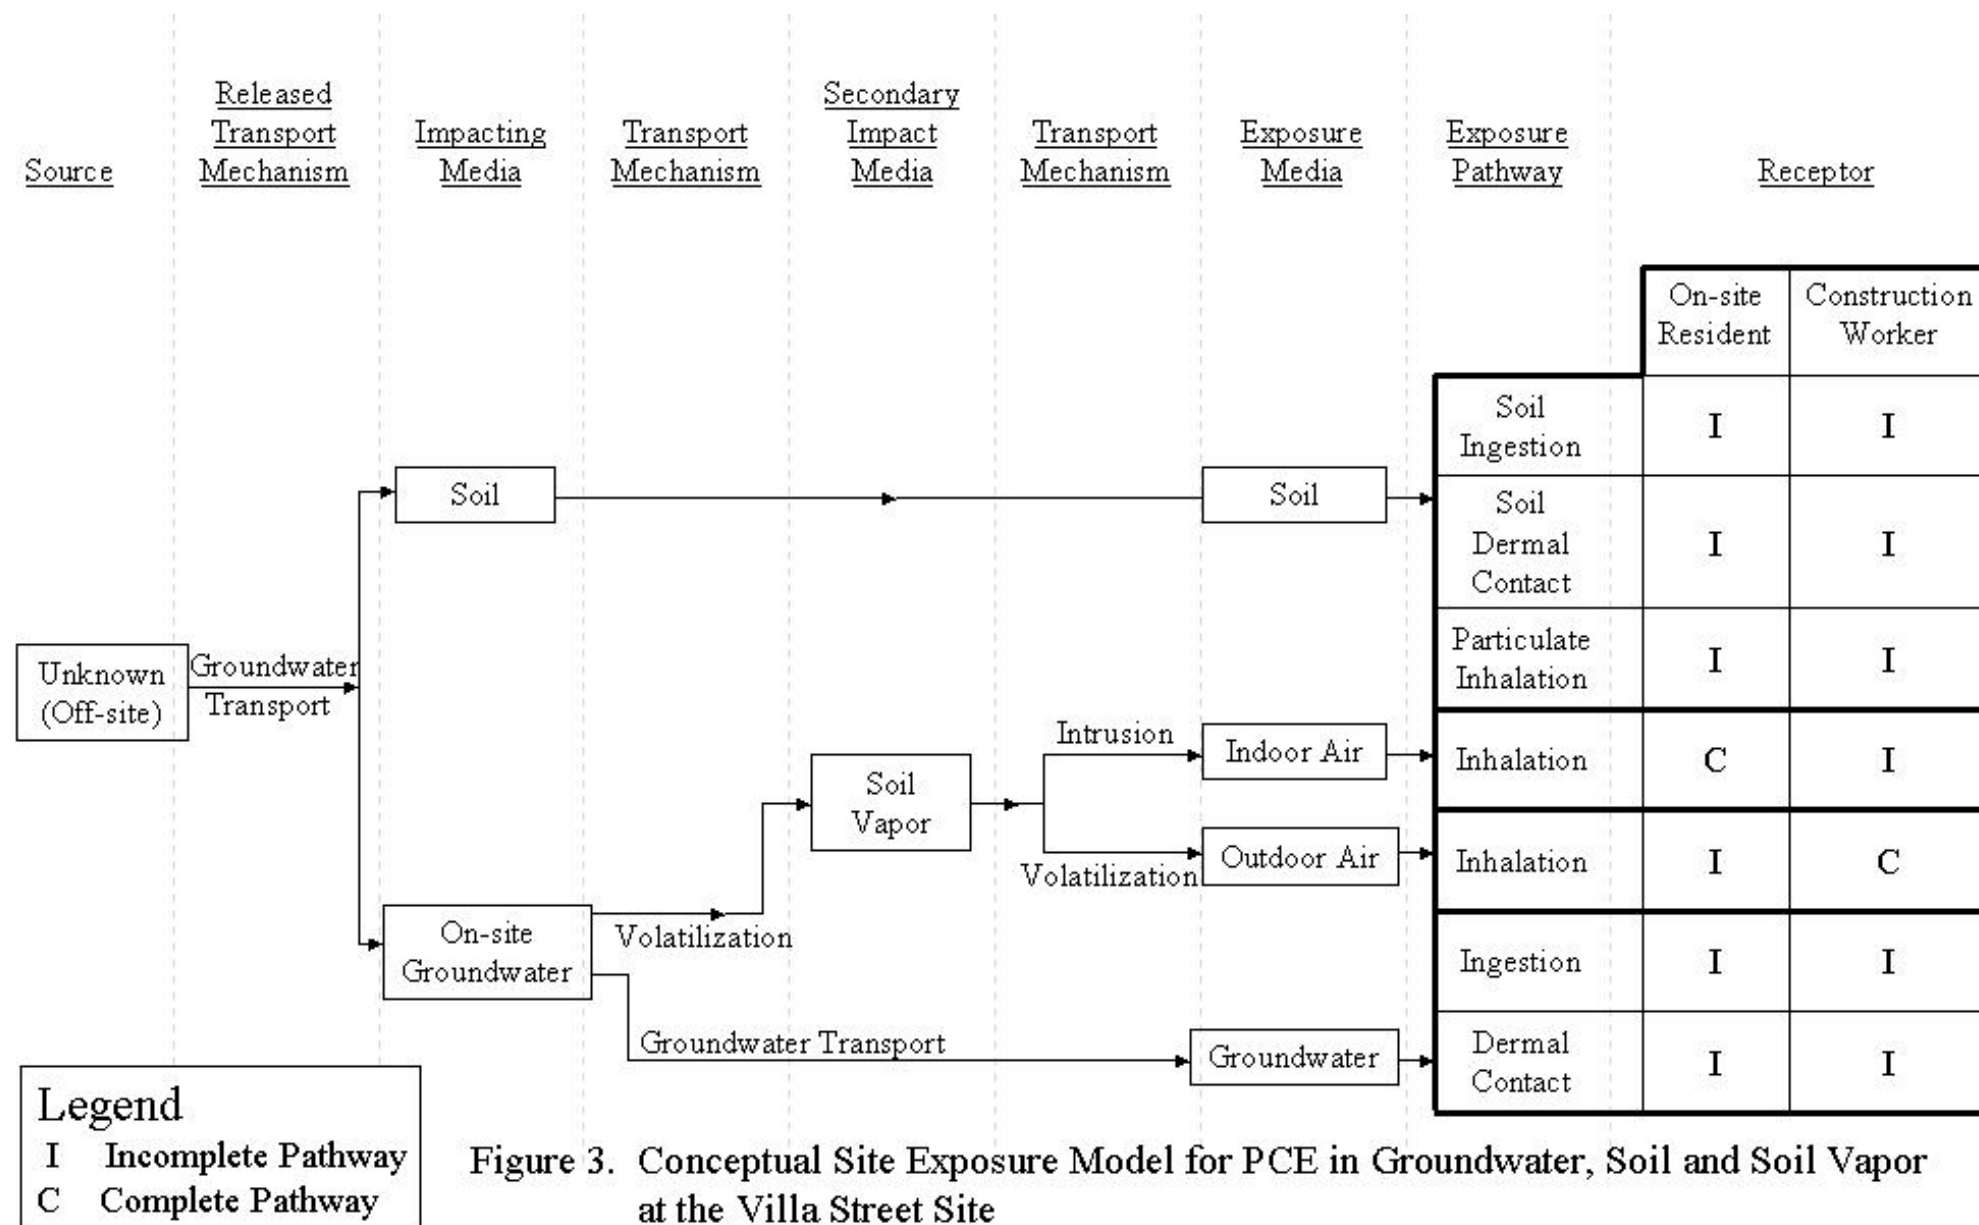 Source
Released
Transport
Mechanism
Impacting
Media
Transport
Mechanism
Secondary
Impact
Media
Transport
Mechanism
Exposure
Media
Exposure
Pathway
Receptor
On-site
Resident
Construction
Worker
Unknown
(Off-site)
Groundwater
Transport
Soil
Soil
On-site
Groundwater
Volatilization
Soil
Vapor
Intrusion
Indoor Air
Volatilization
Outdoor Air
Groundwater Transport
Groundwater
Soil
Ingestion
I
I
Soil
Dermal
Contact
I
I
Particulate
Inhalation
I
I
Inhalation
C
I
Inhalation
I
C
Ingestion
I
I
Dermal
Contact
I
I
Legend
I Incomplete Pathway
C Complete Pathway
Figure 3. Conceptual Site Exposure Model for PCE in Groundwater, Soil and Soil Vapor
at the Villa Street Site